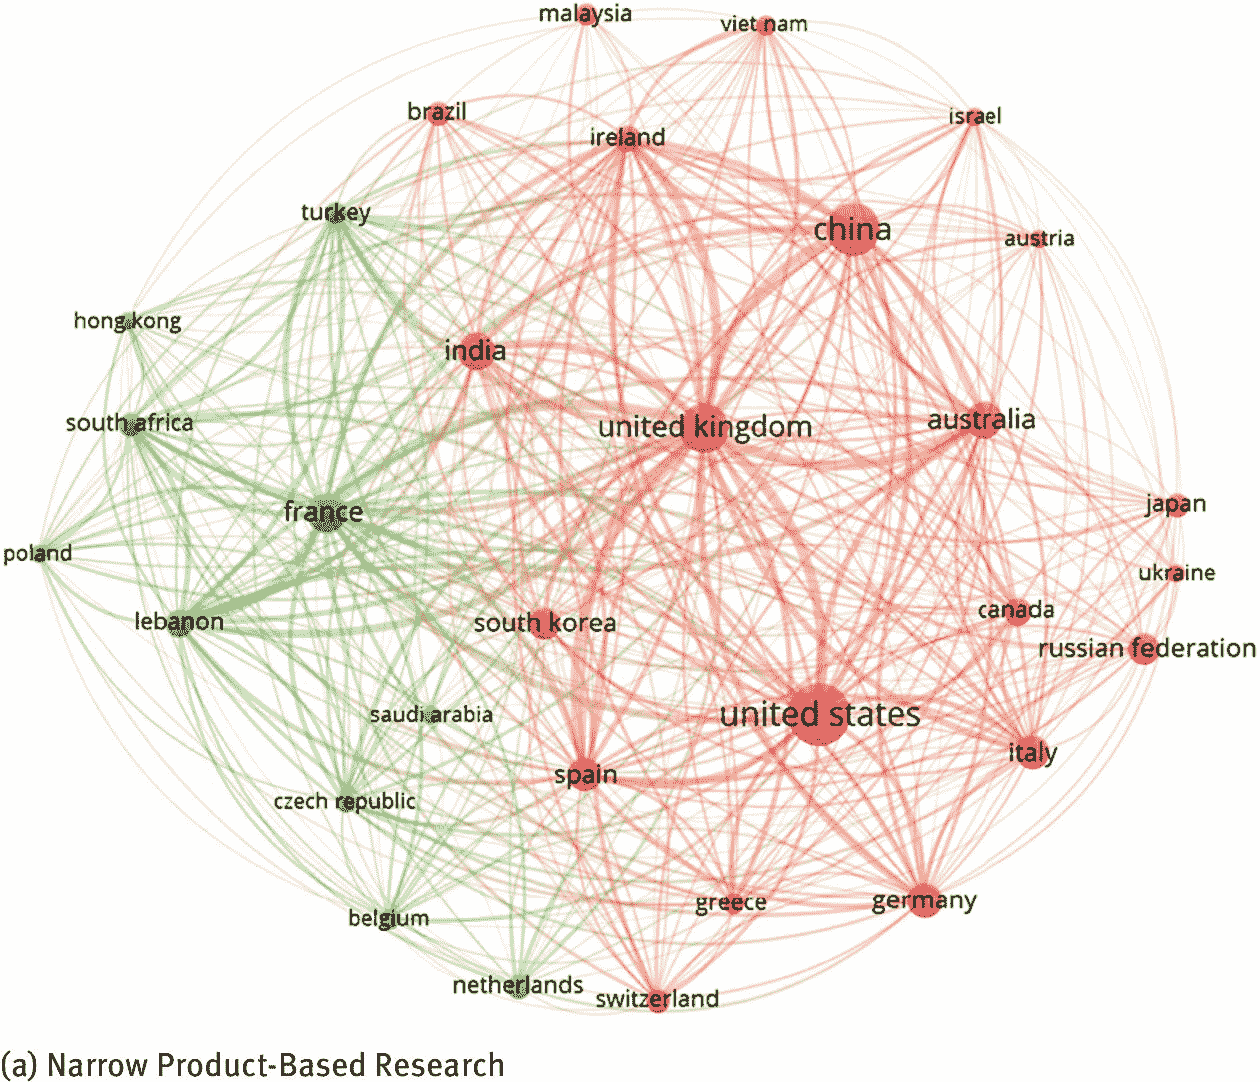 malaysia
viet nam
brazil
israel
ireland
turkey
china
austria
hong kong
india
south africa
united kingdom
australia
france
japan
poland
ukraine
lebanon
south korea
canada
russian federation
saudi arabia
united states
italy
spain
czech republic
greece
germany
belgium
netherlands
switzerland
(a) Narrow Product-Based Research